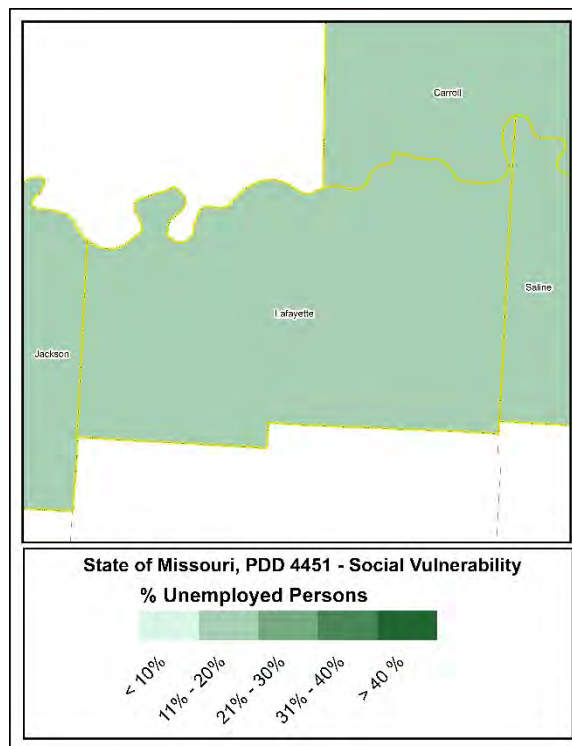 Carroll
Saline
Lafayette
Jackson
State of Missouri, PDD 4451 - Social Vulnerability
% Unemployed Persons
< 10%
11% - 20%
21% - 30%
31% - 40%
> 40 %